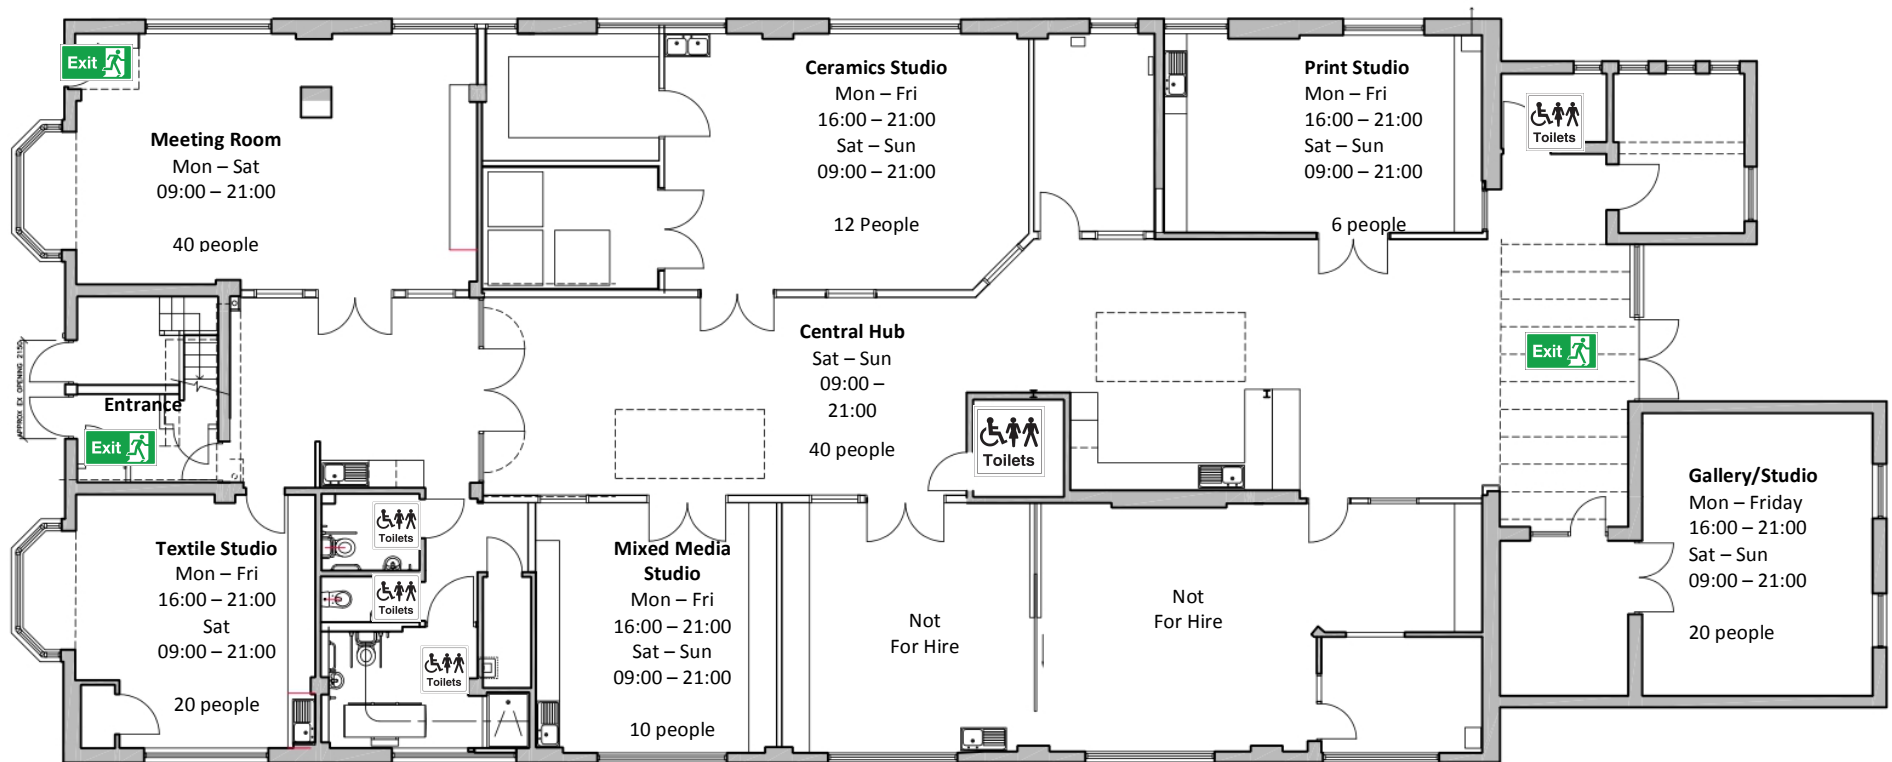 Exit
Meeting Room
Mon – Sat
09:00 – 21:00
40 people
Ceramics Studio
Mon – Fri
16:00 – 21:00
Sat – Sun
09:00 – 21:00
12 People
Print Studio
Mon – Fri
16:00 – 21:00
Sat – Sun
09:00 – 21:00
6 people
Toilets
APPROX EX OPENING 2150
Entrance
Exit
Central Hub
Sat – Sun
09:00 –
21:00
40 people
Toilets
Exit
Textile Studio
Mon – Fri
16:00 – 21:00
Sat
09:00 – 21:00
20 people
Toilets
Toilets
Toilets
Mixed Media
Studio
Mon – Fri
16:00 – 21:00
Sat – Sun
09:00 – 21:00
10 people
Not
For Hire
Not
For Hire
Gallery/Studio
Mon – Friday
16:00 – 21:00
Sat – Sun
09:00 – 21:00
20 people